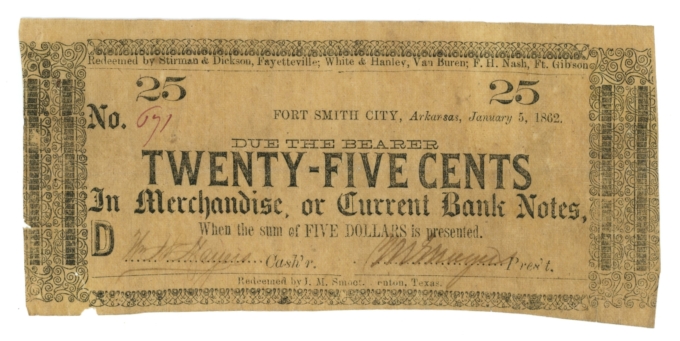 Redeemed by Stirman & Dickson, Fayetteville; White & Hanley, Van Buren; F. H. Nash, Ft. Gibson
25 25
No. 671
FORT SMITH CITY, Arkansas, January 5, 1862.
DUE THE BEARER
TWENTY-FIVE CENTS
In Merchandise, or Current Bank Notes,
When the sum of FIVE DOLLARS is presented.
D Cash'r. Pres't.
Redeemed by J. M. Smoot, Texas.